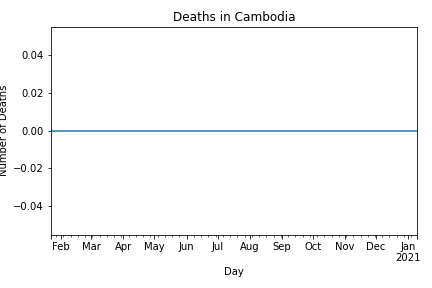 Deaths in Cambodia
0.04
0.02
0.00
−0.02
−0.04
Number of Deaths
Feb Mar Apr May Jun Jul Aug Sep Oct Nov Dec Jan
2021
Day